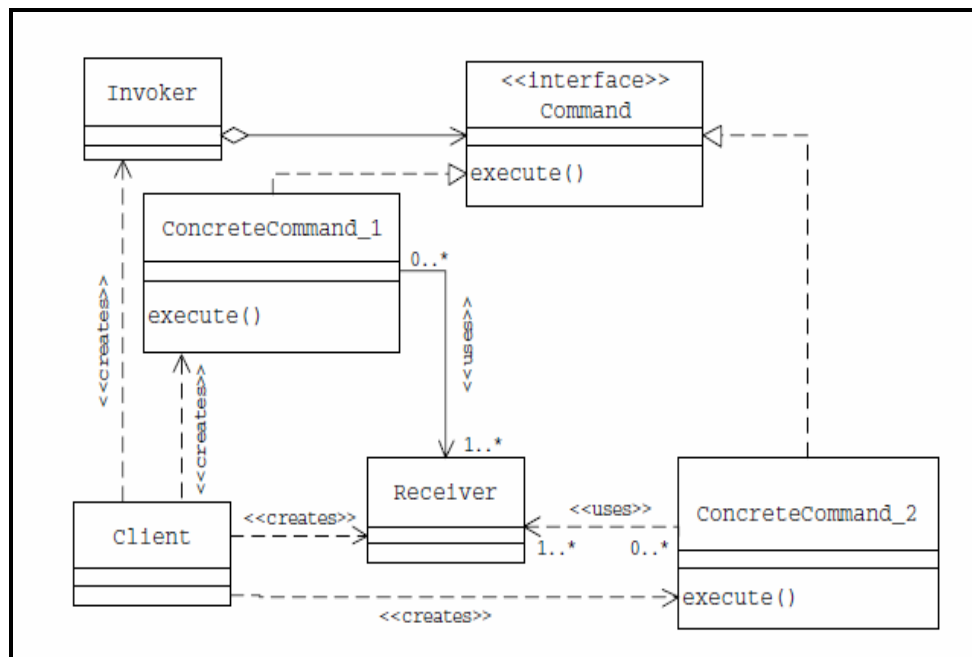 Invoker
<<interface>>
Command
execute()
ConcreteCommand_1
execute()
0..*
<<creates>>
<<creates>>
<<uses>>
1..*
Receiver
Client
<<creates>>
<<uses>>
1..*
0..*
ConcreteCommand_2
execute()
<<creates>>